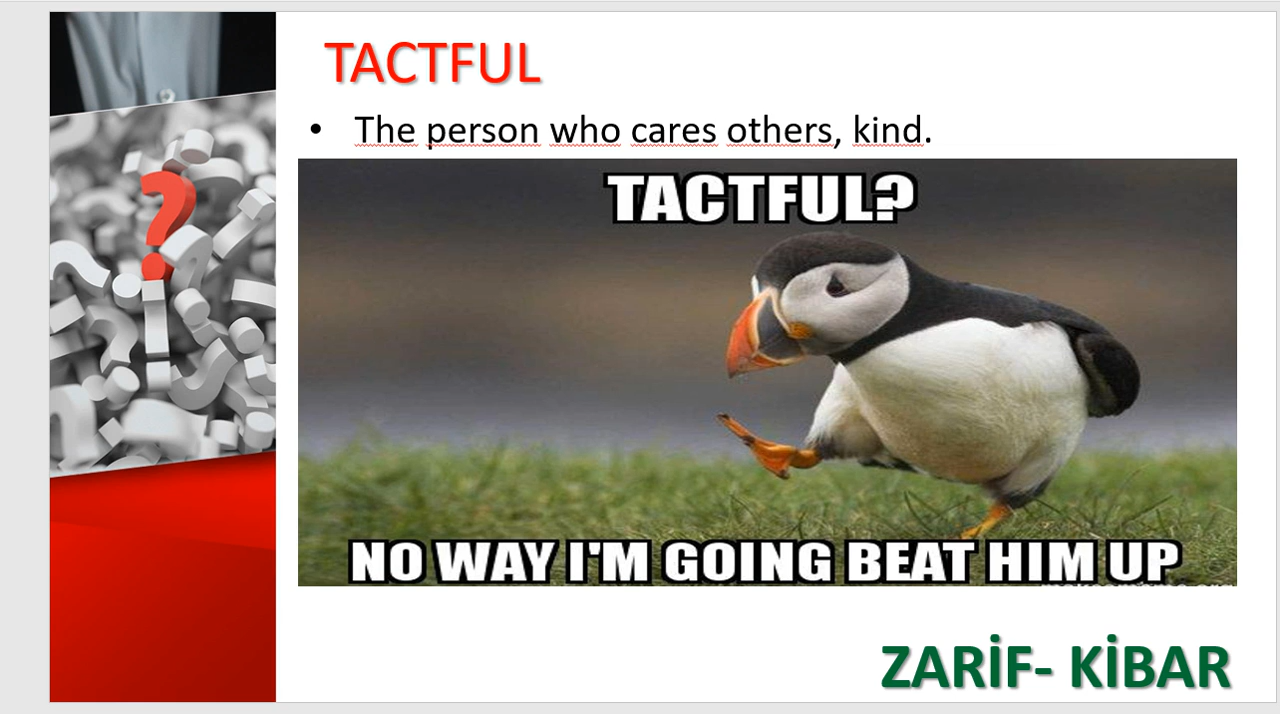 TACTFUL
• The person who cares others, kind.
TACTFUL?
NO WAY I'M GOING BEAT HIM UP
ZARİF- KİBAR